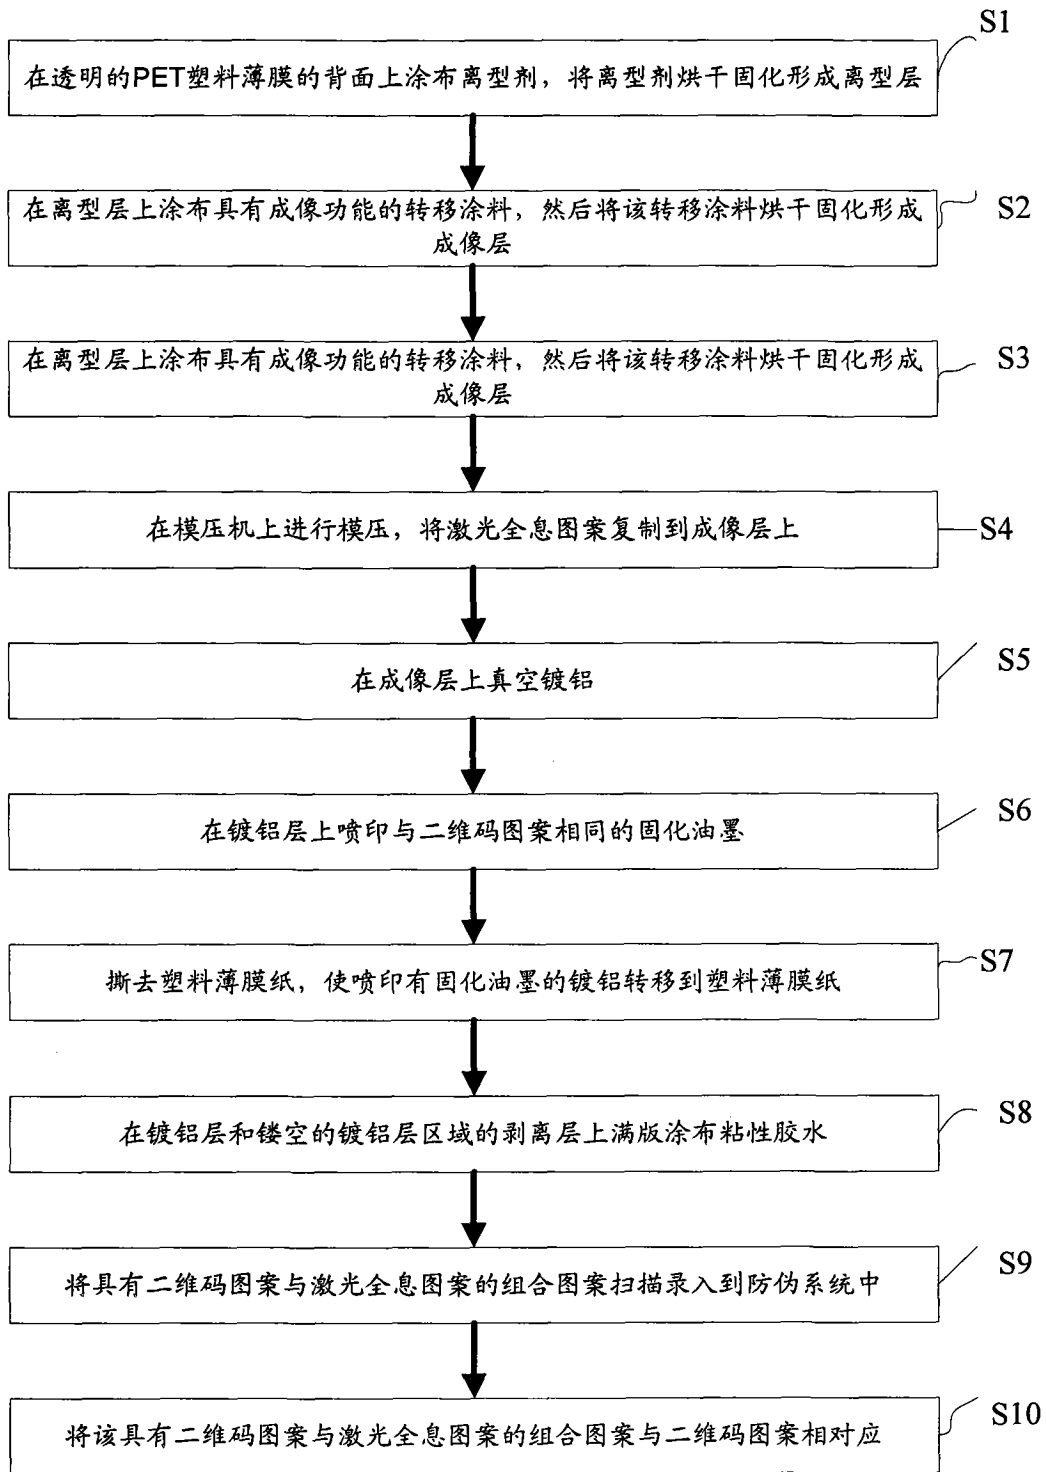 S1
在透明的PET塑料薄膜的背面上涂布离型剂，将离型剂烘干固化形成离型层
S2
在离型层上涂布具有成像功能的转移涂料，然后将该转移涂料烘干固化形成
成像层
S3
在离型层上涂布具有成像功能的转移涂料，然后将该转移涂料烘干固化形成
成像层
在模压机上进行模压，将激光全息图案复制到成像层上
S4
S5
在成像层上真空镀铝
S6
在镀铝层上喷印与二维码图案相同的固化油墨
S7
撕去塑料薄膜纸，使喷印有固化油墨的镀铝转移到塑料薄膜纸
S8
在镀铝层和镂空的镀铝层区域的剥离层上满版涂布粘性胶水
S9
将具有二维码图案与激光全息图案的组合图案扫描录入到防伪系统中
S10
将该具有二维码图案与激光全息图案的组合图案与二维码图案相对应